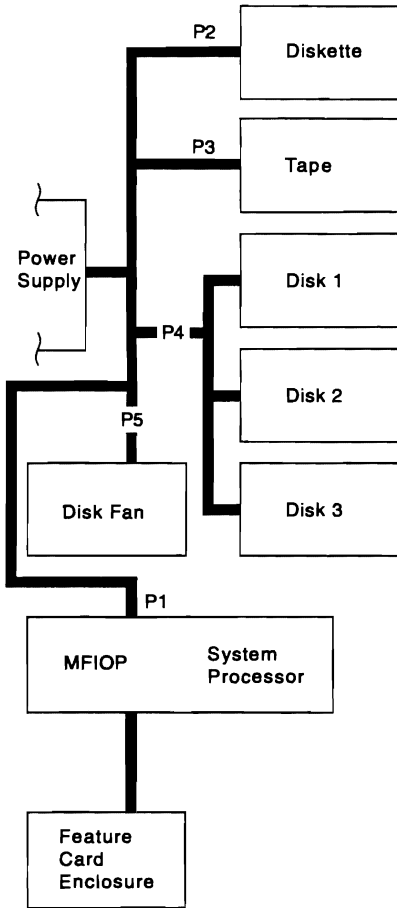 P2
Diskette
P3
Tape
Power
Supply
Disk 1
P4
Disk 2
P5
Disk Fan
Disk 3
P1
MFIOP
System
Processor
Feature
Card
Enclosure